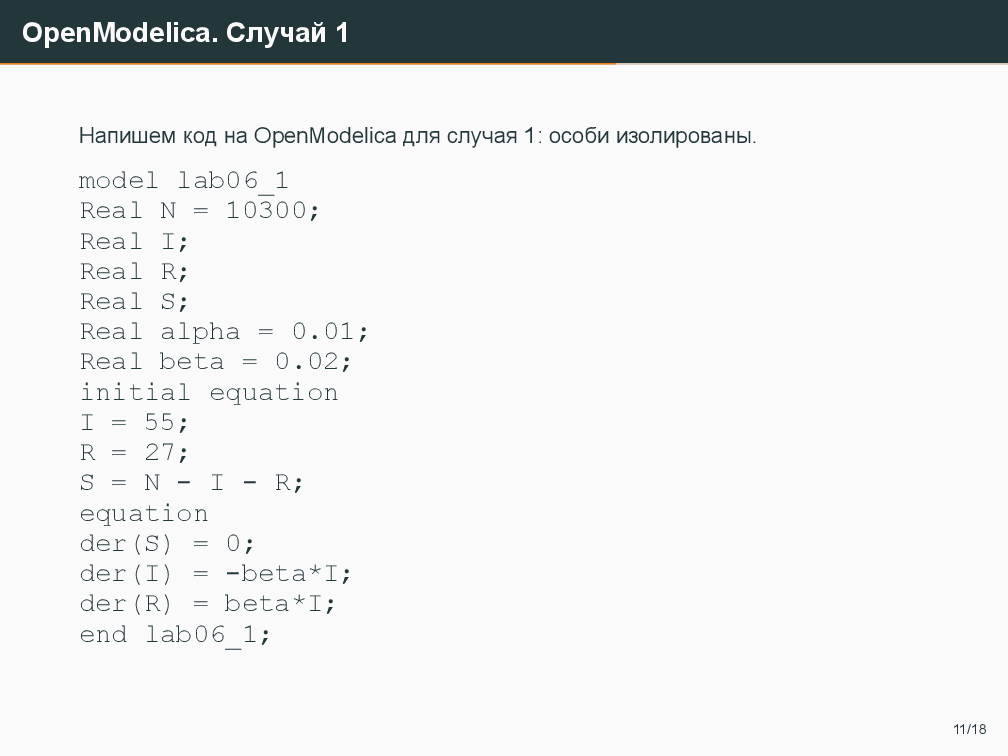 OpenModelica. Случай 1
Напишем код на OpenModelica для случая 1: особи изолированы.
model lab06_1
Real N = 10300;
Real I;
Real R;
Real S;
Real alpha = 0.01;
Real beta = 0.02;
initial equation
I = 55;
R = 27;
S = N - I - R;
equation
der(S) = 0;
der(I) = -beta*I;
der(R) = beta*I;
end lab06_1;
11/18